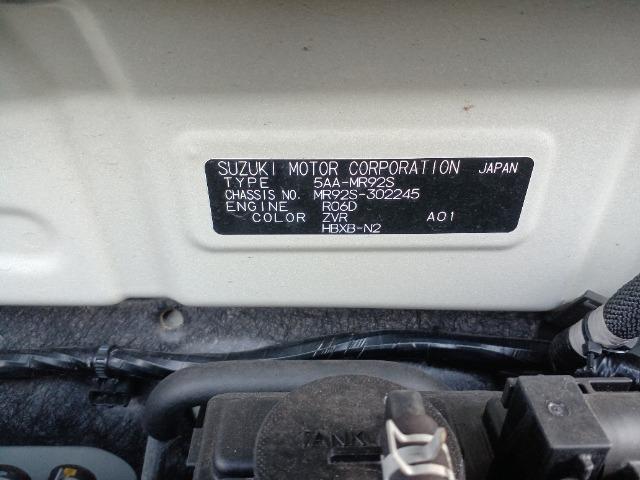 SUZUKI MOTOR CORPORATION JAPAN
TYPE 5AA-MR92S
CHASSIS NO. MR92S-302245
ENGINE R06D
COLOR ZVR A01
HBXB-N2
TANK